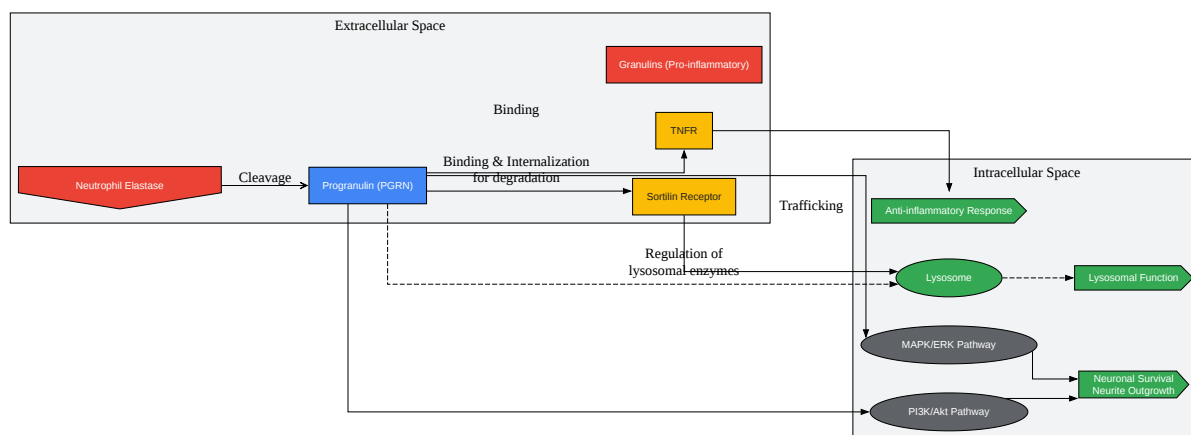 Extracellular Space
Granulins (Pro-inflammatory)
Binding
TNFR
Binding & Internalization
for degradation
Neutrophil Elastase
Cleavage
Progranulin (PGRN)
Sortilin Receptor
Trafficking
Intracellular Space
Anti-inflammatory Response
Regulation of
lysosomal enzymes
Lysosome
Lysosomal Function
MAPK/ERK Pathway
Neuronal Survival
Neurite Outgrowth
PI3K/Akt Pathway